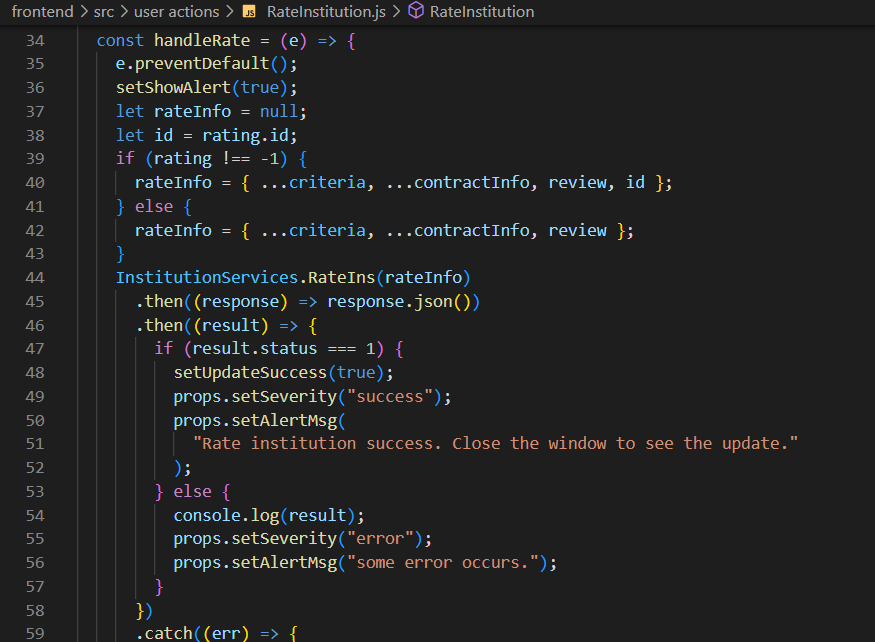 frontend > src > user actions > JS RateInstitution.js > RateInstitution
34 const handleRate = (e) => {
35 e.preventDefault();
36 setShowAlert(true);
37 let rateInfo = null;
38 let id = rating.id;
39 if (rating !== -1) {
40 rateInfo = { ...criteria, ...contractInfo, review, id };
41 } else {
42 rateInfo = { ...criteria, ...contractInfo, review };
43 }
44 InstitutionServices.RateIns(rateInfo)
45 .then((response) => response.json())
46 .then((result) => {
47 if (result.status === 1) {
48 setUpdateSuccess(true);
49 props.setSeverity("success");
50 props.setAlertMsg(
51 "Rate institution success. Close the window to see the update."
52 );
53 } else {
54 console.log(result);
55 props.setSeverity("error");
56 props.setAlertMsg("some error occurs.");
57 }
58 })
59 .catch((err) => {